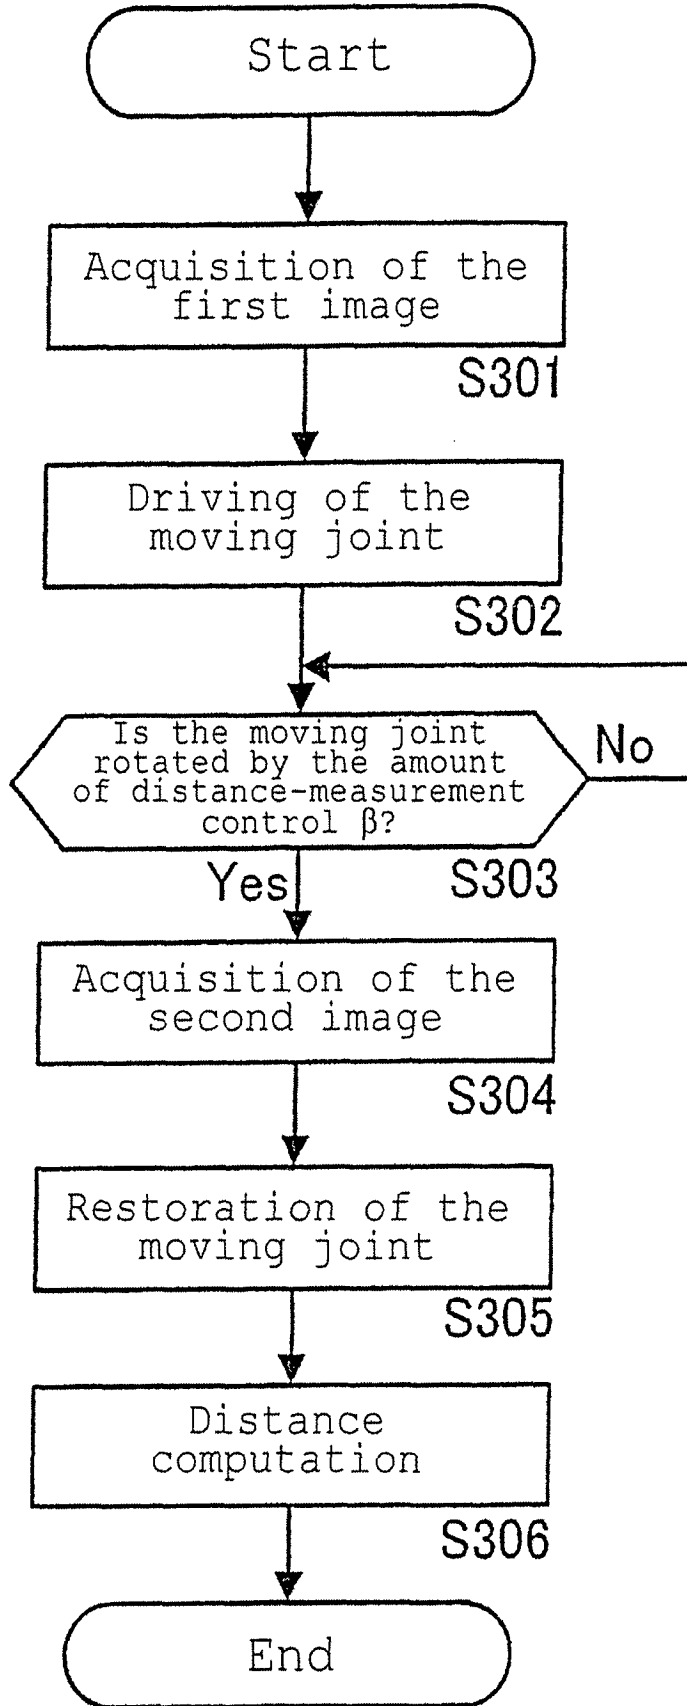 Start
Acquisition of the
first image
S301
Driving of the
moving joint
S302
Is the moving joint
rotated by the amount
of distance-measurement
control β?
No
Yes
S303
Acquisition of the
second image
S304
Restoration of the
moving joint
S305
Distance
computation
S306
End